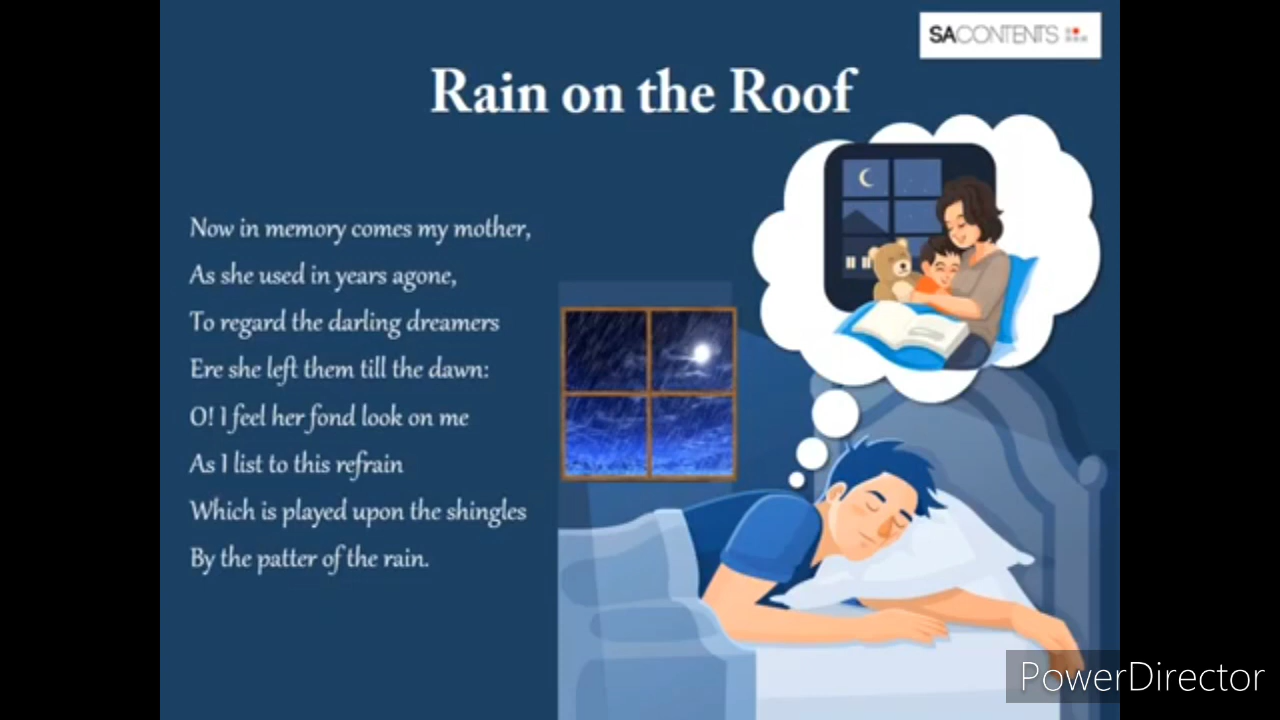 SACONTENTS
Rain on the Roof
Now in memory comes my mother,
As she used in years agone,
To regard the darling dreamers
Ere she left them till the dawn:
O! I feel her fond look on me
As I list to this refrain
Which is played upon the shingles
By the patter of the rain.
PowerDirector